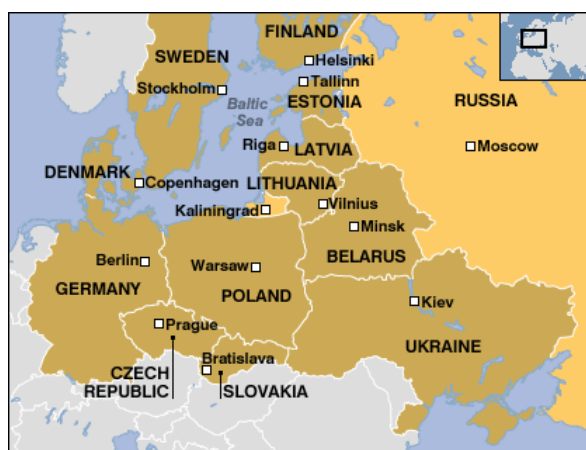 FINLAND
SWEDEN
Helsinki
Stockholm
Tallinn
Baltic
Sea
ESTONIA
RUSSIA
Riga
LATVIA
Moscow
DENMARK
Copenhagen
LITHUANIA
Kaliningrad
Vilnius
Minsk
BELARUS
Berlin
Warsaw
GERMANY
POLAND
Kiev
Prague
UKRAINE
Bratislava
CZECH
REPUBLIC
SLOVAKIA